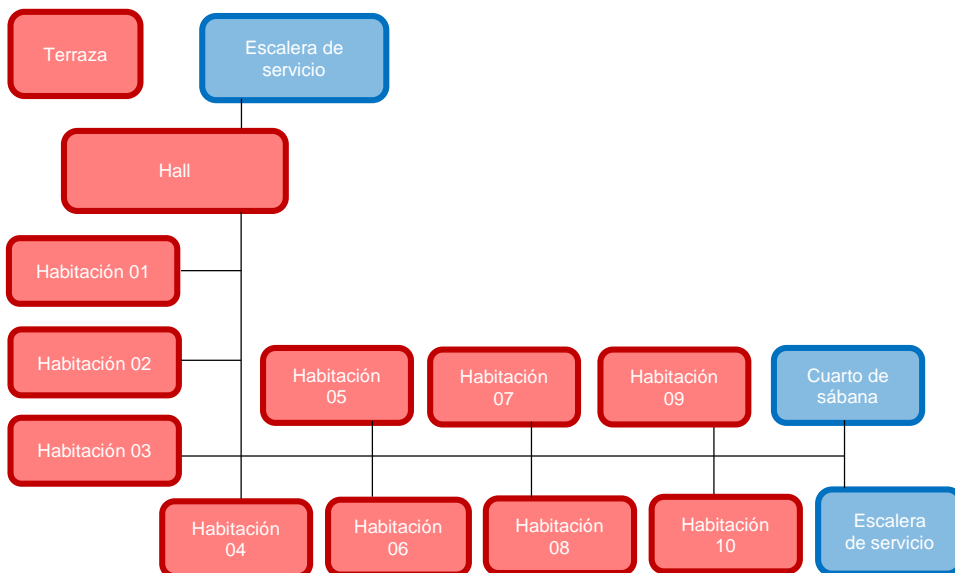 Terraza
Escalera de
servicio
Hall
Habitación 01
Habitación 02
Habitación 03
Habitación
05
Habitación
07
Habitación
09
Cuarto de
sábana
Habitación
04
Habitación
06
Habitación
08
Habitación
10
Escalera
de servicio